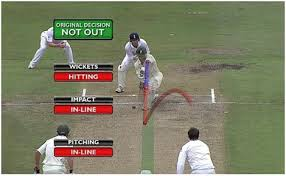 ORIGINAL DECISION
NOT OUT
WICKETS
HITTING
IMPACT
IN-LINE
PITCHING
IN-LINE